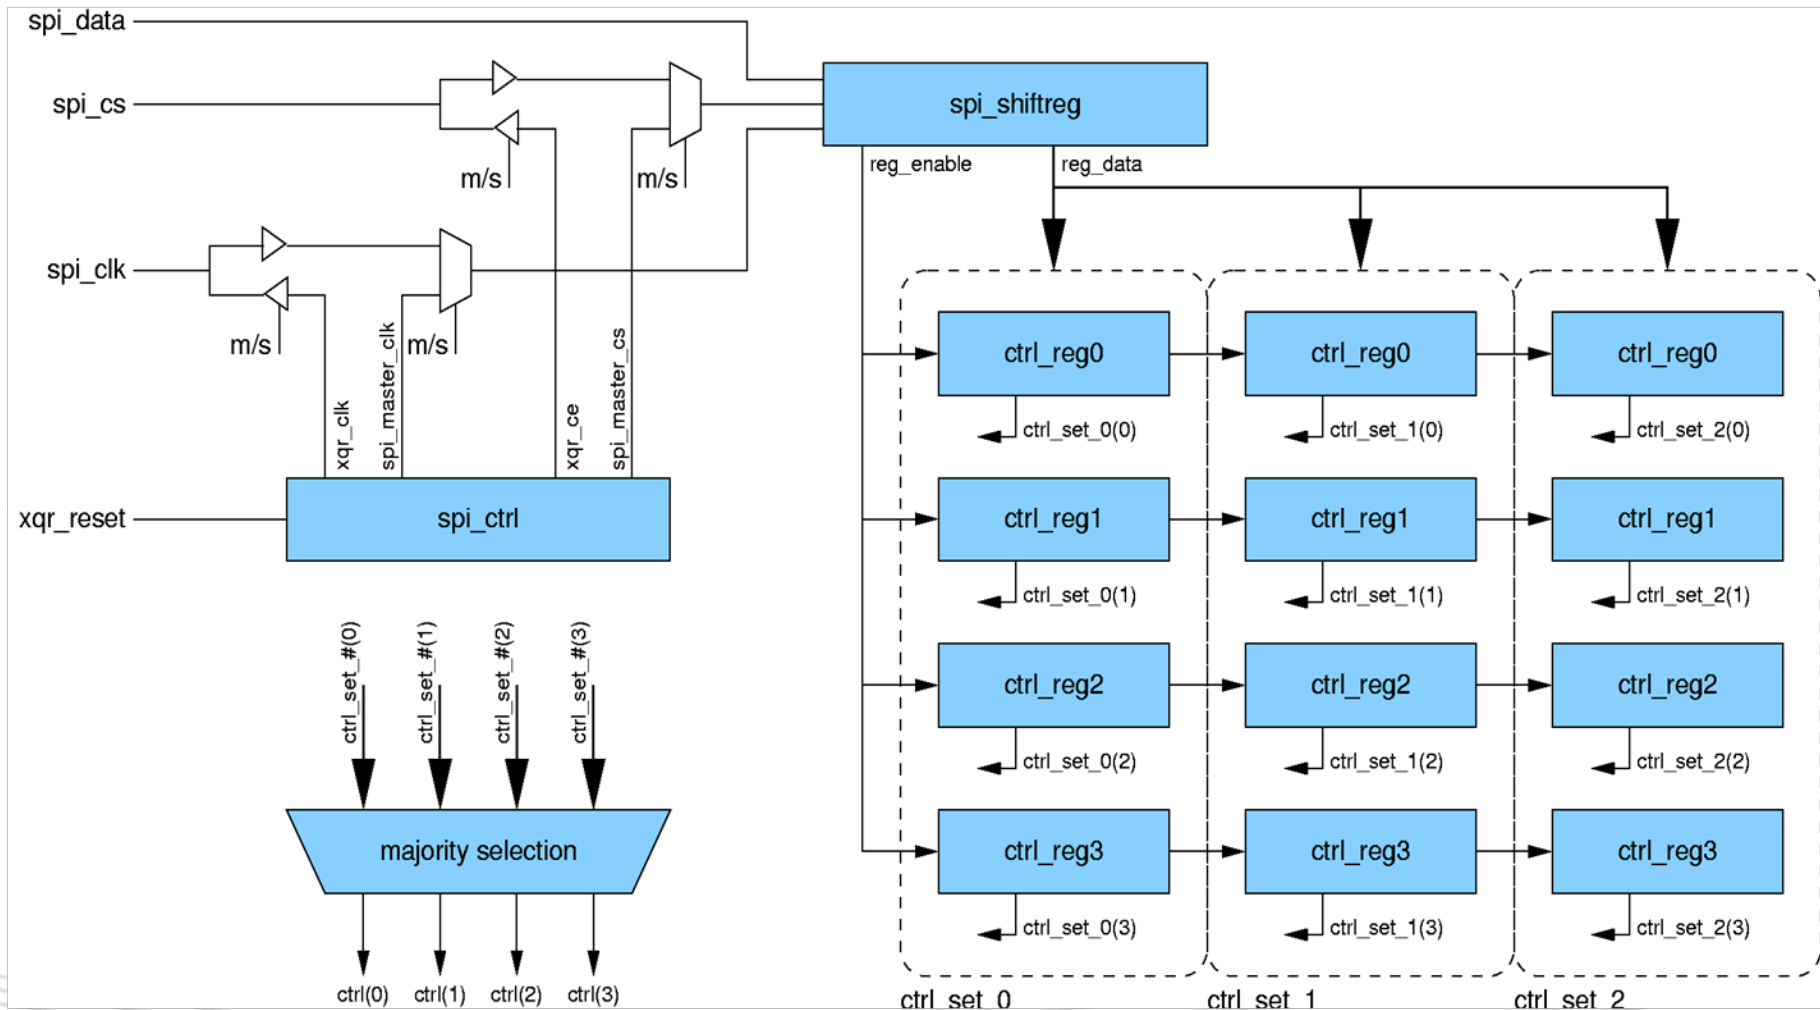 spi_data
spi_cs
spi_shiftreg
m/s
m/s
reg_enable
reg_data
spi_clk
m/s
m/s
xqr_clk
spi_master_clk
xqr_ce
spi_master_cs
xqr_reset
spi_ctrl
ctrl_reg0
ctrl_reg0
ctrl_reg0
ctrl_set_0(0)
ctrl_set_1(0)
ctrl_set_2(0)
ctrl_reg1
ctrl_reg1
ctrl_reg1
ctrl_set_0(1)
ctrl_set_1(1)
ctrl_set_2(1)
ctrl_reg2
ctrl_reg2
ctrl_reg2
ctrl_set_0(2)
ctrl_set_1(2)
ctrl_set_2(2)
ctrl_reg3
ctrl_reg3
ctrl_reg3
ctrl_set_0(3)
ctrl_set_1(3)
ctrl_set_2(3)
ctrl_set_0
ctrl_set_1
ctrl_set_2
ctrl_set_#(0)
ctrl_set_#(1)
ctrl_set_#(2)
ctrl_set_#(3)
majority selection
ctrl(0)
ctrl(1)
ctrl(2)
ctrl(3)